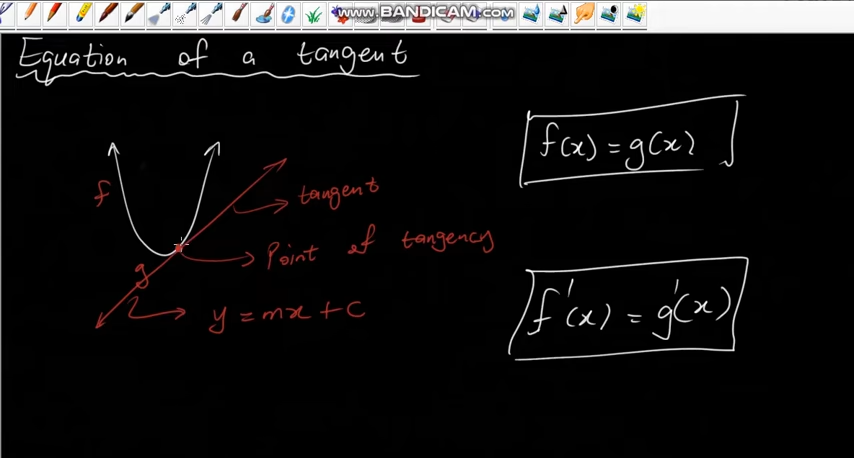 www.BANDICAM.com
Equation of a tangent
f(x) = g(x)
f
tangent
Point of tangency
g
y = mx + c
f'(x) = g'(x)